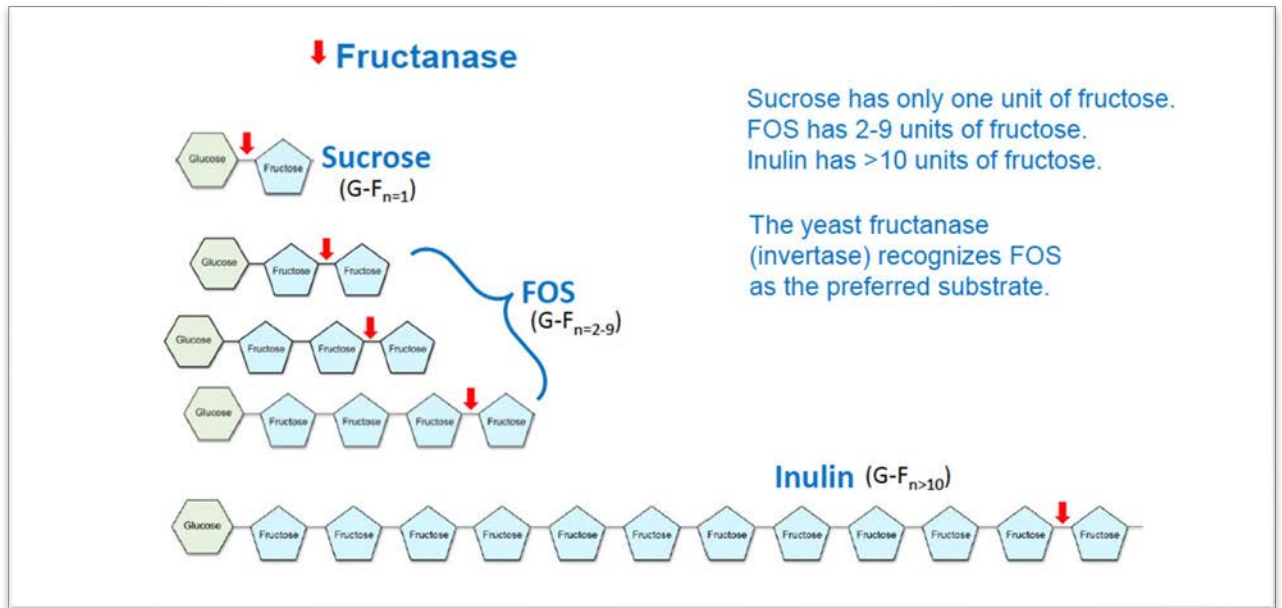 Fructanase
Sucrose has only one unit of fructose.
FOS has 2-9 units of fructose.
Inulin has >10 units of fructose.
The yeast fructanase
(invertase) recognizes FOS
as the preferred substrate.
Glucose Fructose Sucrose
(G-Fn=1)
Glucose Fructose Fructose
FOS
(G-Fn=2-9)
Glucose Fructose Fructose Fructose
Glucose Fructose Fructose Fructose Fructose
Inulin (G-Fn>10)
Glucose Fructose Fructose Fructose Fructose Fructose Fructose Fructose Fructose Fructose Fructose Fructose Fructose